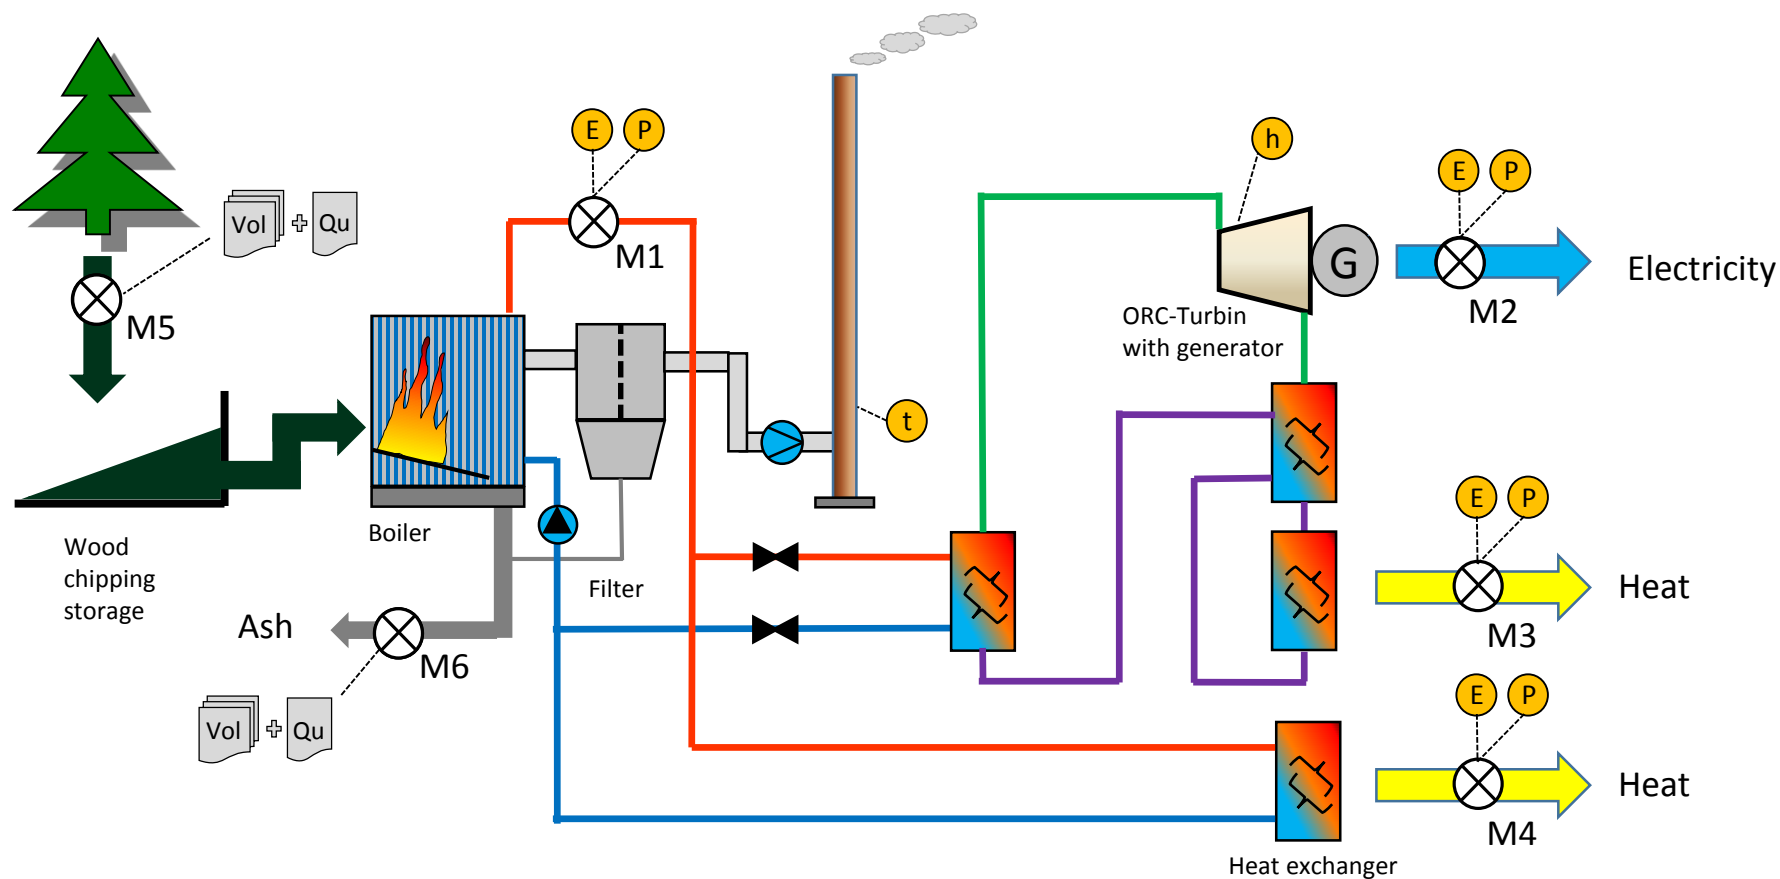 E
P
h
E
P
Vol
Qu
M1
G
Electricity
M5
M2
ORC-Turbin
with generator
t
E
P
Boiler
Wood
chipping
storage
Filter
Heat
Ash
M3
M6
E
P
Vol
Qu
Heat
M4
Heat exchanger